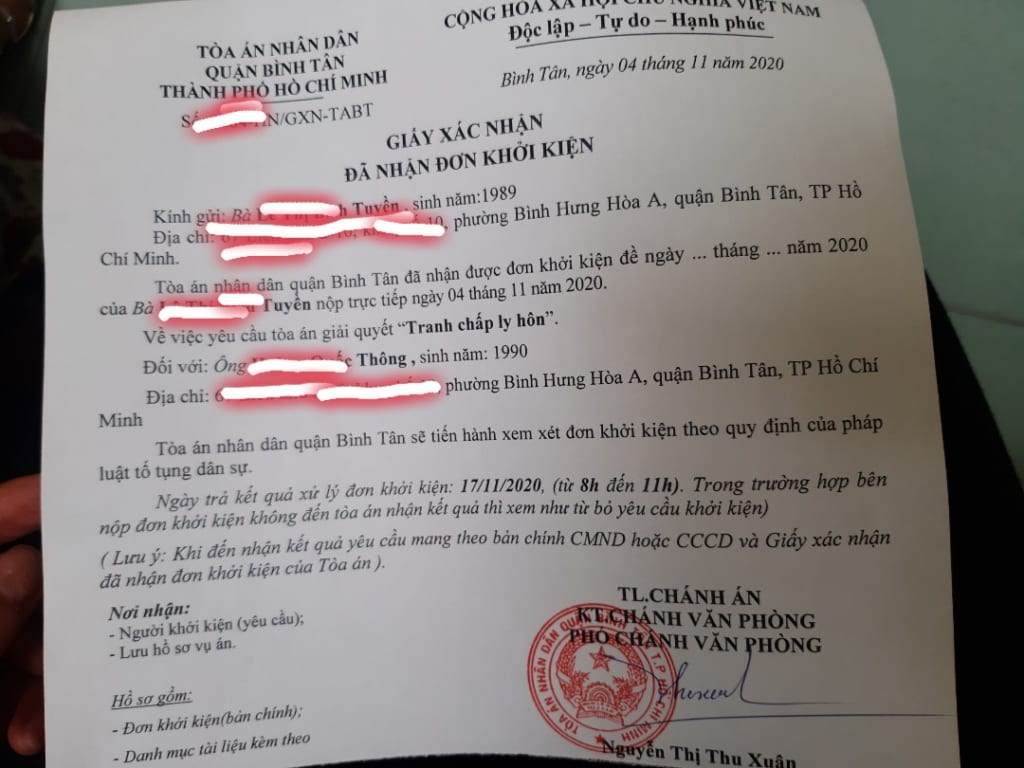 CỘNG HÒA XÃ HỘI CHỦ NGHĨA VIỆT NAM
Độc lập – Tự do – Hạnh phúc
TÒA ÁN NHÂN DÂN
QUẬN BÌNH TÂN
THÀNH PHỐ HỒ CHÍ MINH
Bình Tân, ngày 04 tháng 11 năm 2020
/GXN-TABT
GIẤY XÁC NHẬN
ĐÃ NHẬN ĐƠN KHỞI KIỆN
Kính gửi: Bà Tuyền, sinh năm:1989
Địa chỉ: phường Bình Hưng Hòa A, quận Bình Tân, TP Hồ
Chí Minh.
Tòa án nhân dân quận Bình Tân đã nhận được đơn khởi kiện đề ngày ... tháng ... năm 2020
của Bà Tuyền nộp trực tiếp ngày 04 tháng 11 năm 2020.
Về việc yêu cầu tòa án giải quyết “Tranh chấp ly hôn”.
Đối với: Ông Thông , sinh năm: 1990
Địa chỉ: phường Bình Hưng Hòa A, quận Bình Tân, TP Hồ Chí
Minh
Tòa án nhân dân quận Bình Tân sẽ tiến hành xem xét đơn khởi kiện theo quy định của pháp
luật tố tụng dân sự.
Ngày trả kết quả xử lý đơn khởi kiện: 17/11/2020, (từ 8h đến 11h). Trong trường hợp bên
nộp đơn khởi kiện không đến tòa án nhận kết quả thì xem như từ bỏ yêu cầu khởi kiện)
( Lưu ý: Khi đến nhận kết quả yêu cầu mang theo bản chính CMND hoặc CCCD và Giấy xác nhận
đã nhận đơn khởi kiện của Tòa án ).
Nơi nhận:
- Người khởi kiện (yêu cầu);
- Lưu hồ sơ vụ án.
Hồ sơ gồm:
- Đơn khởi kiện(bản chính);
- Danh mục tài liệu kèm theo
TL.CHÁNH ÁN
KT.CHÁNH VĂN PHÒNG
PHÓ CHÁNH VĂN PHÒNG
TÒA ÁN NHÂN DÂN QUẬN BÌNH TÂN T.P HỒ CHÍ MINH
Nguyễn Thị Thu Xuân